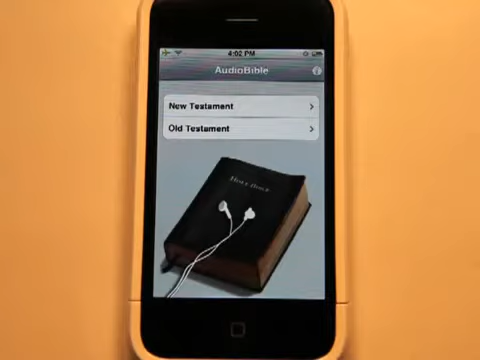 4:02 PM
AudioBible
New Testament
Old Testament
HOLY BIBLE